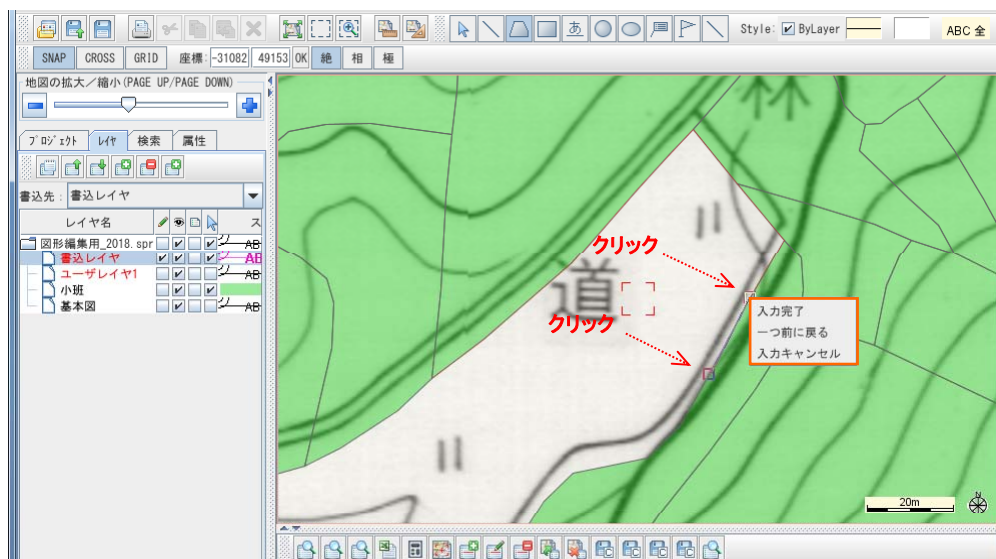 あ
Style: ByLayer
ABC 全
SNAP CROSS GRID 座標: -31082 49153 OK 絶 相 極
地図の拡大／縮小(PAGE UP/PAGE DOWN)
ﾌﾟﾛｼﾞｪｸﾄ ﾚｲﾔ 検索 属性
書込先: 書込レイヤ
レイヤ名 ス
図形編集用_2018.spr AB
書込レイヤ AB
ユーザレイヤ1 AB
小班
基本図 AB
林
クリック
道
クリック
入力完了
一つ前に戻る
入力キャンセル
N
20m